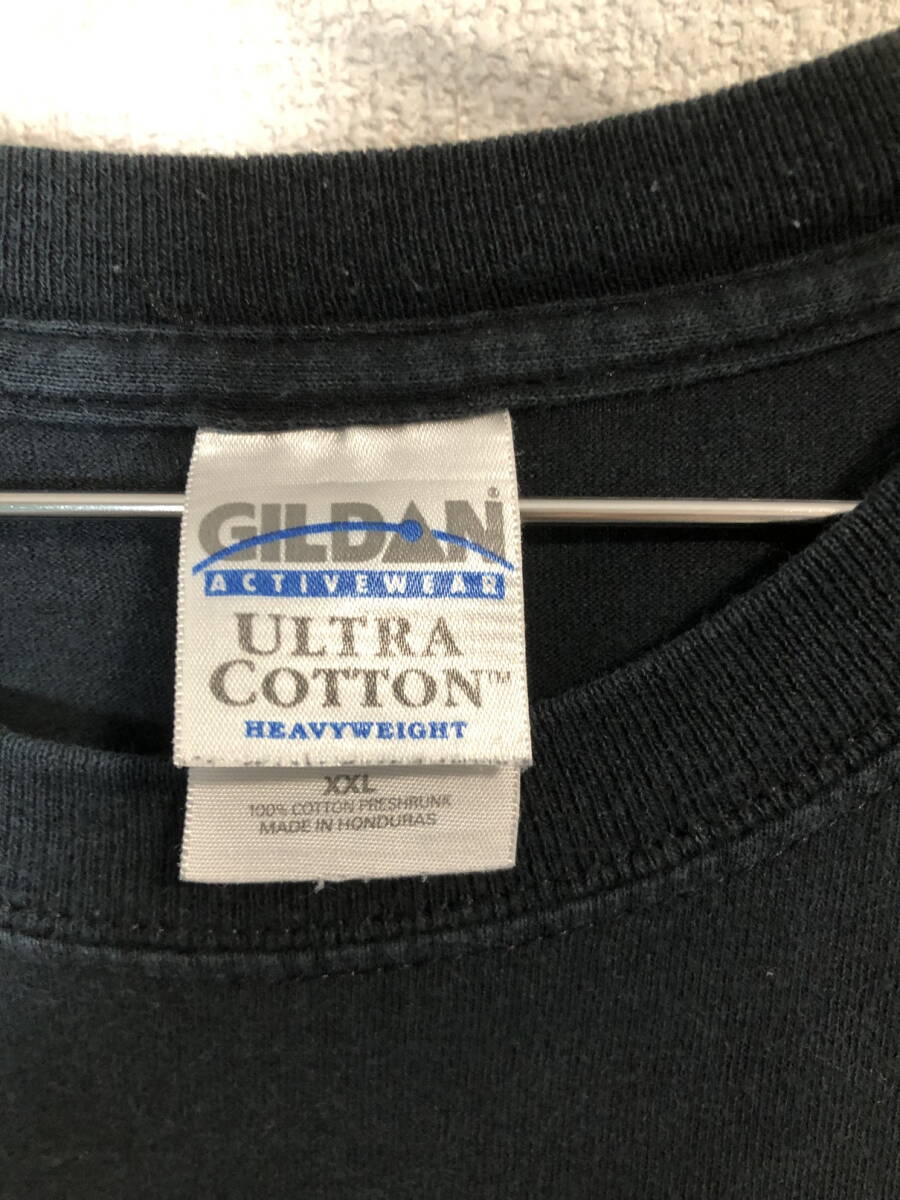 GILDAN®
ACTIVEWEAR
ULTRA
COTTON™
HEAVYWEIGHT
XXL
100% COTTON PRESHRUNK
MADE IN HONDURAS